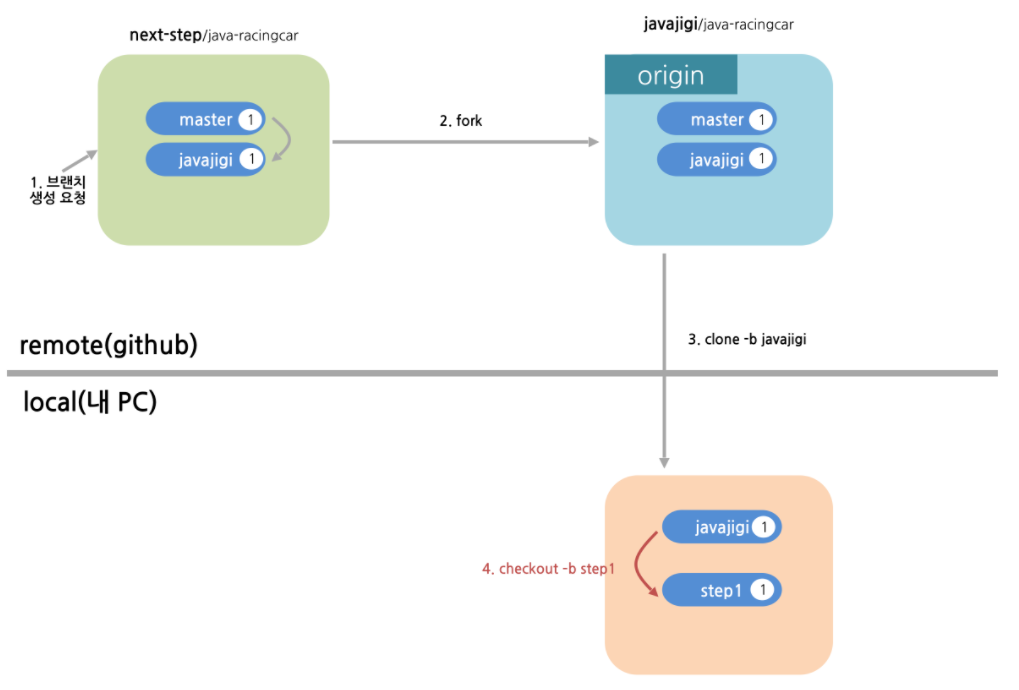 next-step/java-racingcar
javajigi/java-racingcar
origin
master 1
javajigi 1
2. fork
master 1
javajigi 1
1. 브랜치
생성 요청
3. clone -b javajigi
remote(github)
local(내 PC)
javajigi 1
4. checkout -b step1
step1 1